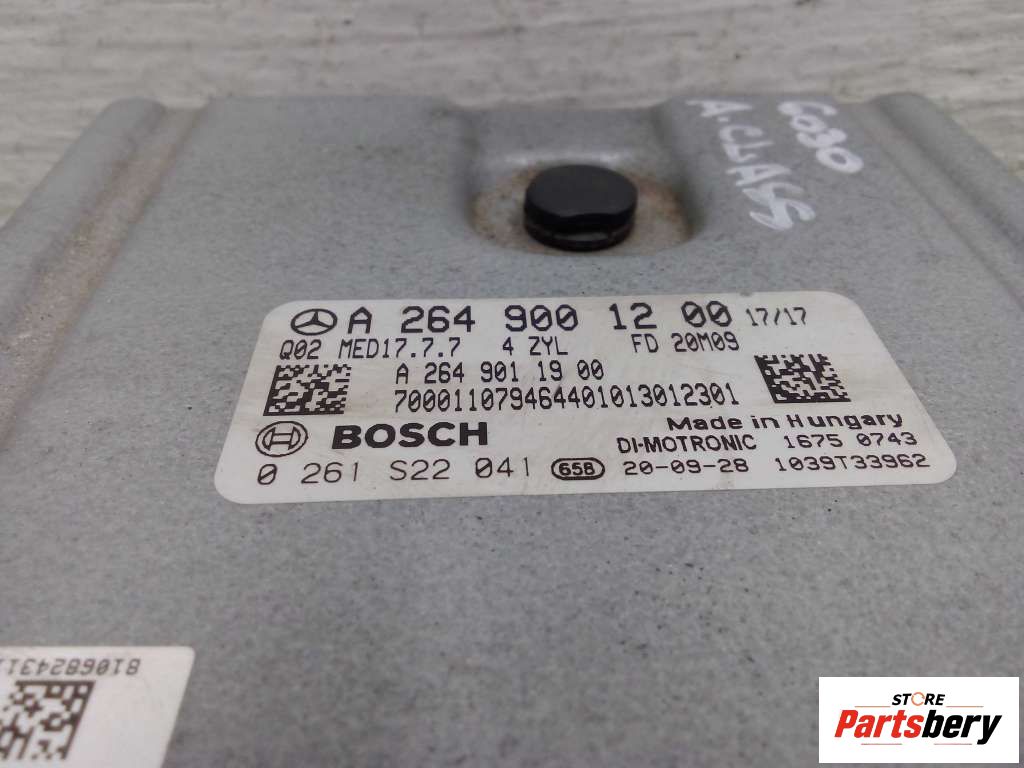 6030
A.CLASS
A 264 900 12 00 17/17
Q02 MED17.7.7 4 ZYL FD 20M09
A 264 901 19 00
700011079464401013012301
Made in Hungary
BOSCH DI-MOTRONIC 1675 0743
0 261 S22 041 658 20-09-28 1039T33962
STORE
Partsbery